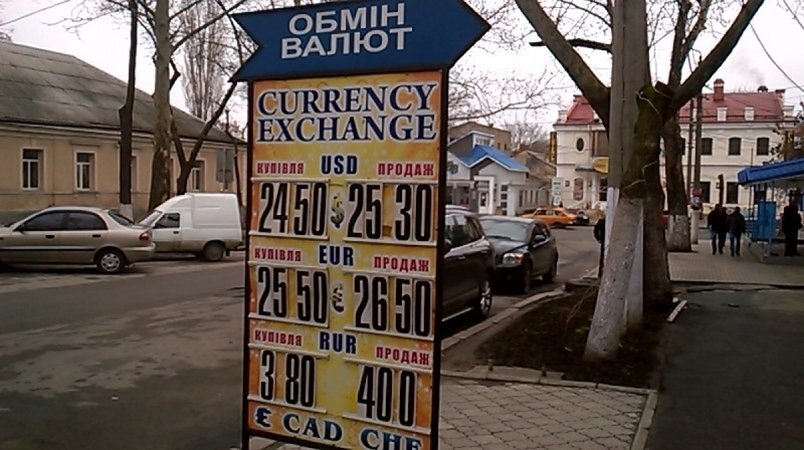 ОБМІН
ВАЛЮТ
CURRENCY
EXCHANGE
КУПІВЛЯ USD ПРОДАЖ
24 50 $ 25 30
КУПІВЛЯ EUR ПРОДАЖ
25 50 € 26 50
КУПІВЛЯ RUR ПРОДАЖ
3 80 4 00
£ CAD CHF